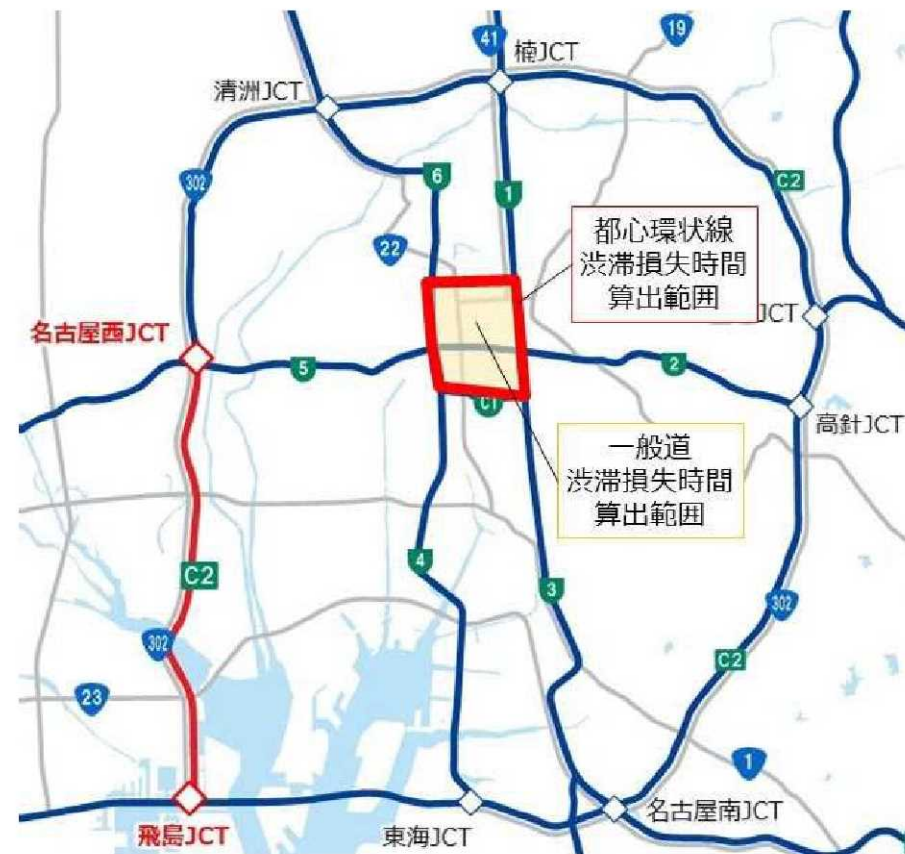 19
41
楠JCT
清洲JCT
302
6
1
C2
22
都心環状線
渋滞損失時間
算出範囲
JCT
名古屋西JCT
5
2
C1
高針JCT
一般道
渋滞損失時間
算出範囲
4
C2
3
302
302
C2
23
1
飛島JCT
東海JCT
名古屋南JCT